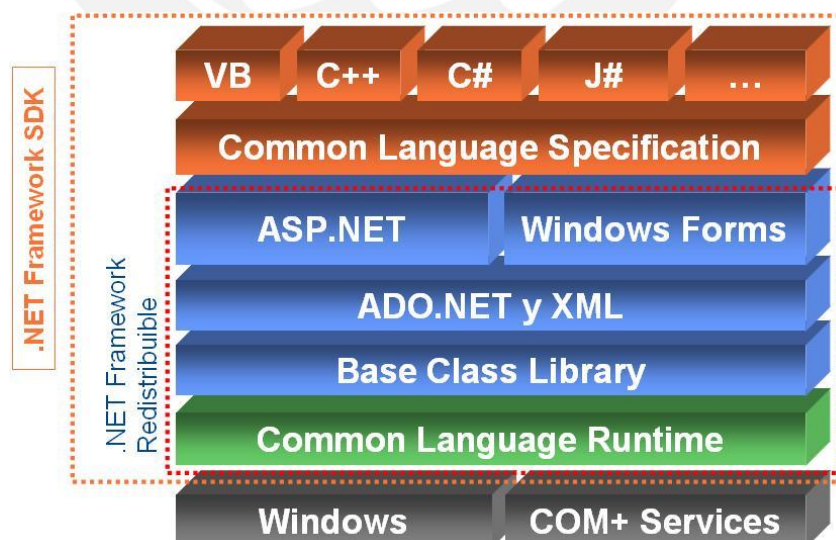 .NET Framework SDK
.NET Framework
Redistribuible
VB C++ C# J# ...
Common Language Specification
ASP.NET Windows Forms
ADO.NET y XML
Base Class Library
Common Language Runtime
Windows COM+ Services